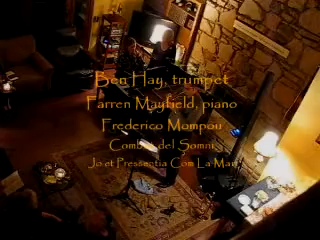 Ben Hay, trumpet
Farren Mayfield, piano
Frederico Mompou
Combat del Somni
Jo et Pressentia Com La Mar